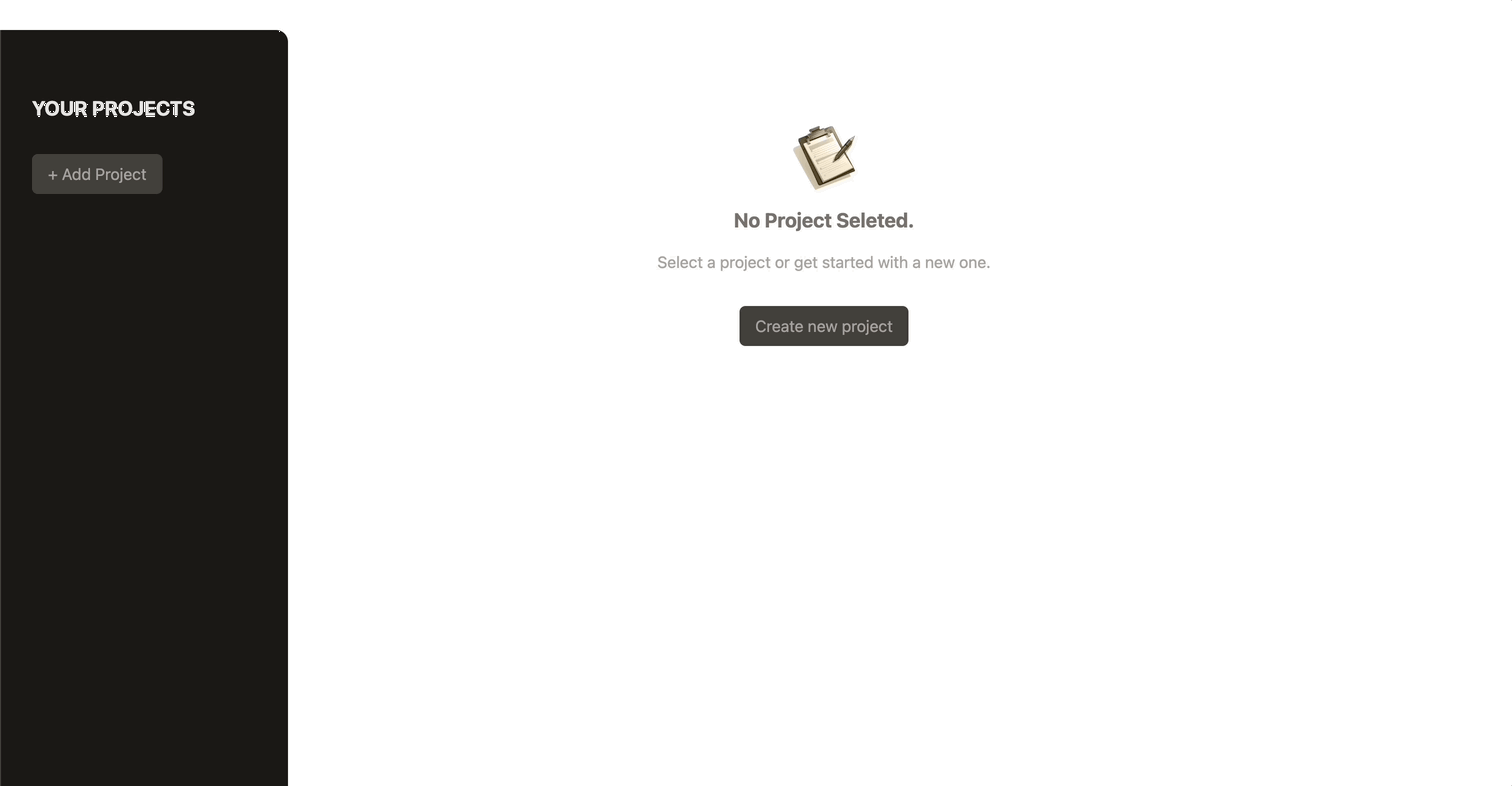 YOUR PROJECTS
+ Add Project
No Project Seleted.
Select a project or get started with a new one.
Create new project